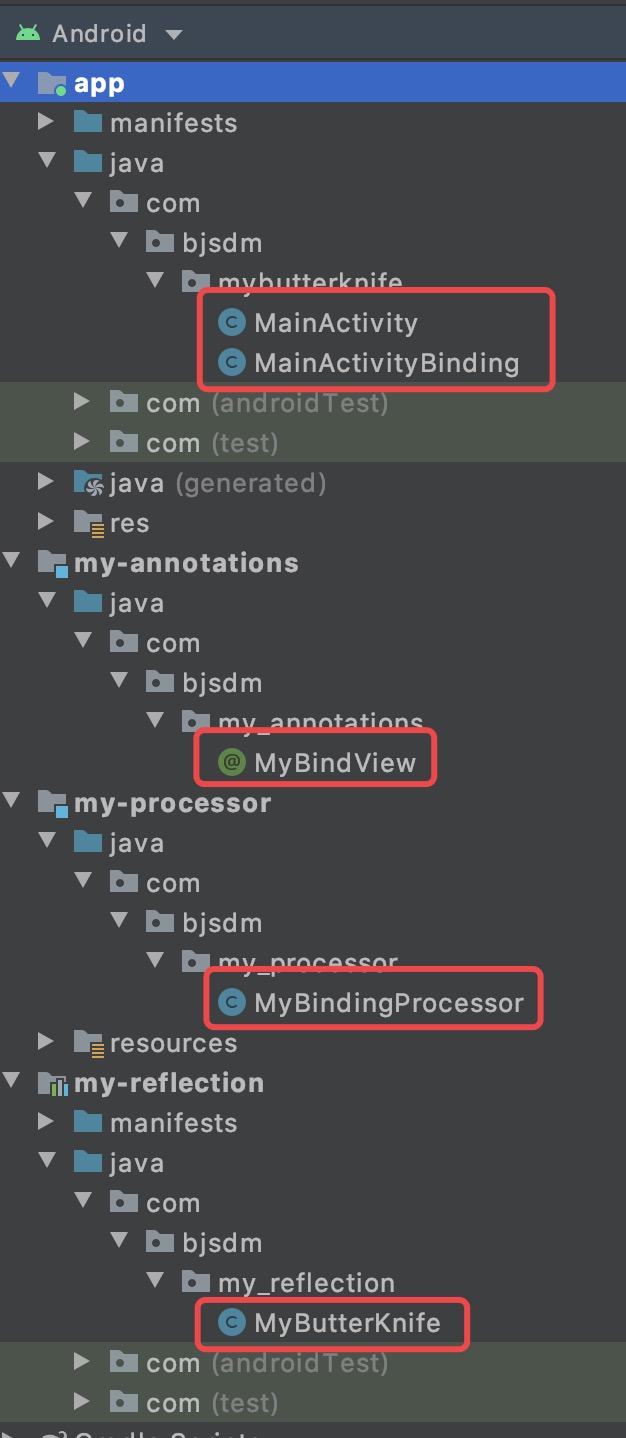 Android
app
manifests
java
com
bjsdm
mybutterknife
MainActivity
MainActivityBinding
com (androidTest)
com (test)
java (generated)
res
my-annotations
java
com
bjsdm
my_annotations
MyBindView
my-processor
java
com
bjsdm
my_processor
MyBindingProcessor
resources
my-reflection
manifests
java
com
bjsdm
my_reflection
MyButterKnife
com (androidTest)
com (test)
Gradle Scripts